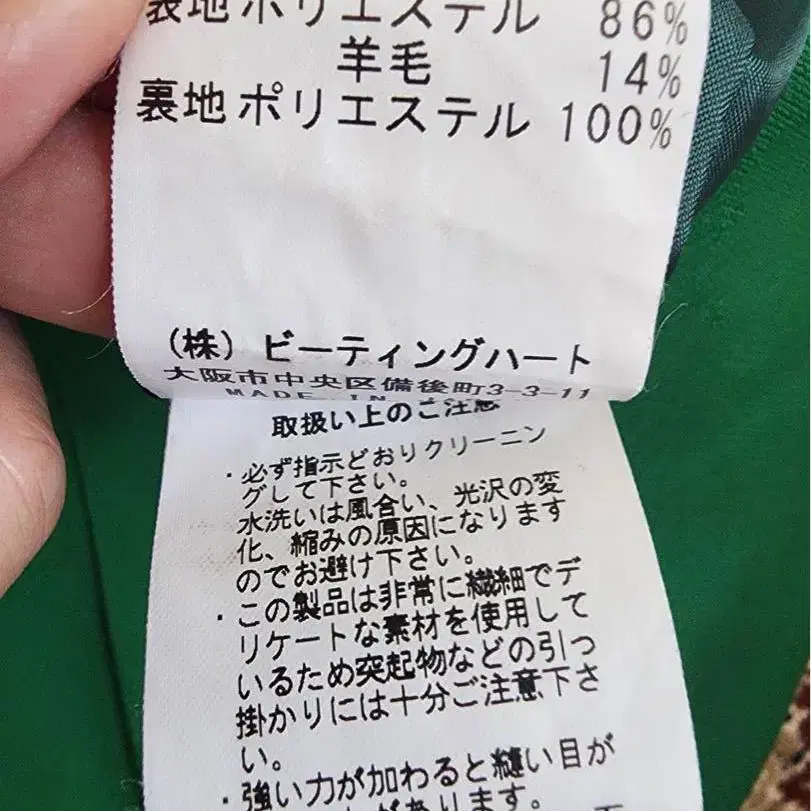 表地ポリエステル 86%
羊毛 14%
裏地ポリエステル 100%
(株)ビーティングハート
大阪市中央区備後町3-3-11
MADE IN
取扱い上のご注意
・必ず指示どおりクリーニン
グして下さい。
水洗いは風合い、光沢の変
化、縮みの原因になります
のでお避け下さい。
・この製品は非常に繊細でデ
リケートな素材を使用して
いるため突起物などの引っ
掛かりには十分ご注意下さ
い。
・強い力が加わると縫い目が
があります。